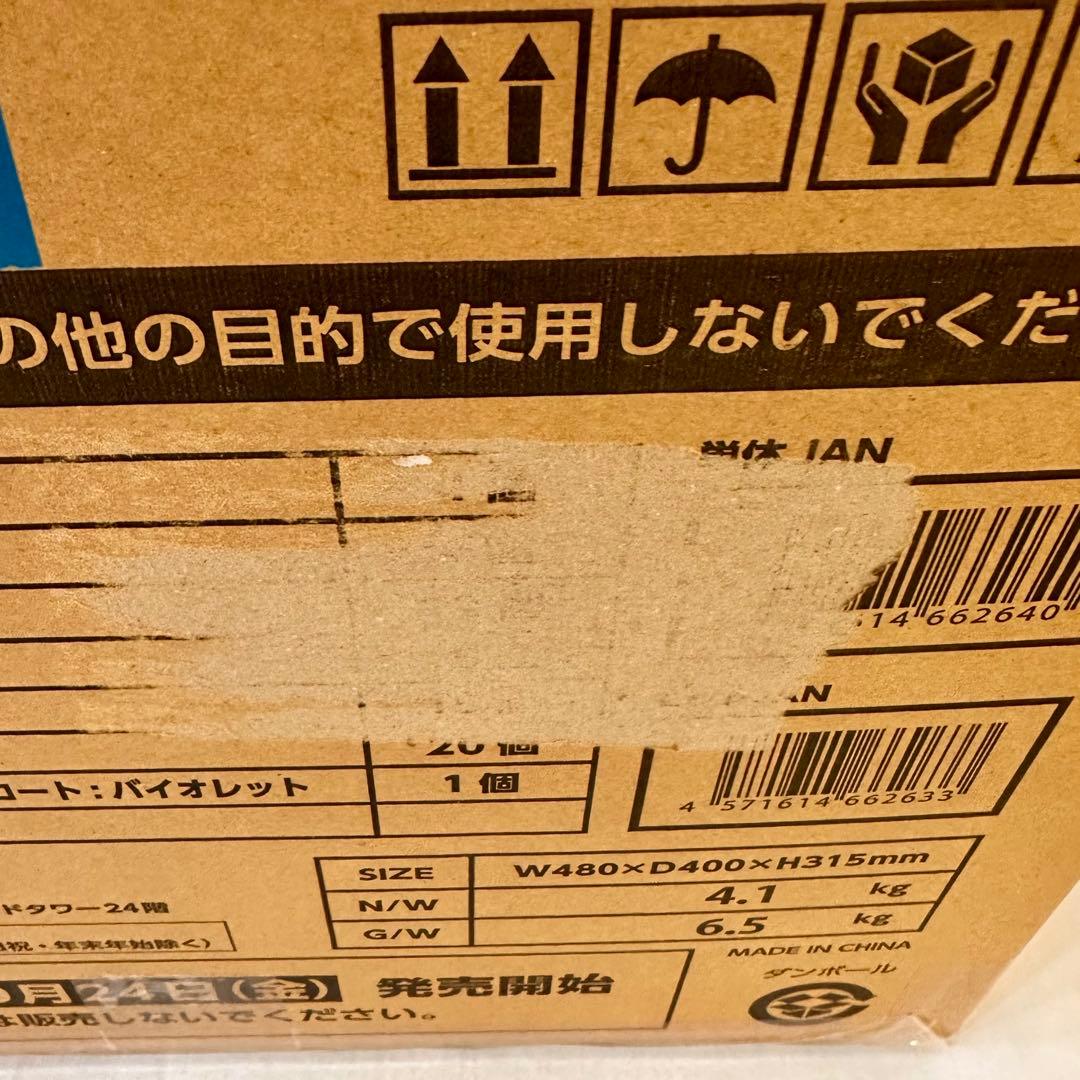 の他の目的で使用しないでくだ
単体 JAN
14 662640
20 個
コート：バイオレット 1 個
4 571614 662633
SIZE W480×D400×H315mm
N/W 4.1 kg
G/W 6.5 kg
ドタワー24階
祝・年末年始除く）
MADE IN CHINA
ダンボール
月24日(金) 発売開始
は販売しないでください。